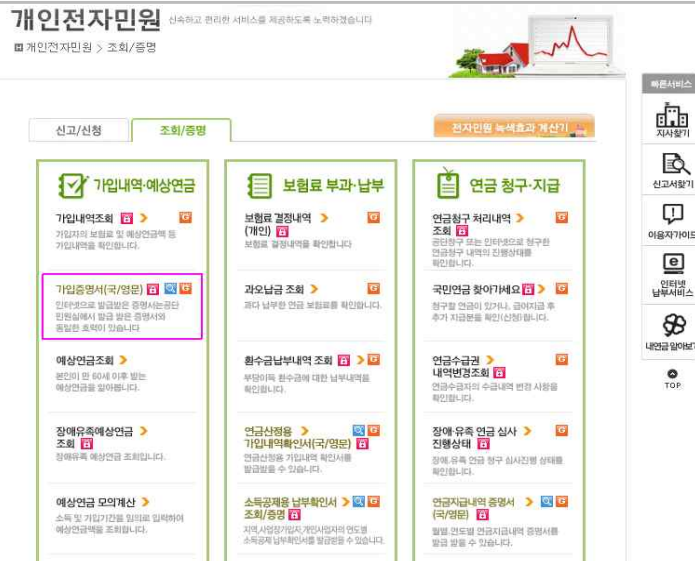 개인전자민원 신속하고 편리한 서비스를 제공하도록 노력하겠습니다
개인전자민원 > 조회/증명
신고/신청
조회/증명
전자민원 녹색효과 계산기
가입내역·예상연금
가입내역조회 >
가입자의 보험료 및 예상연금액 등
가입내역을 확인합니다.
가입증명서(국/영문)
인터넷으로 발급받은 증명서는공단
민원실에서 발급 받은 증명서와
동일한 효력이 있습니다
예상연금조회 >
본인이 만 60세 이후 받는
예상연금을 알아봅니다.
장애유족예상연금 >
조회
장애유족 예상연금 조회입니다.
예상연금 모의계산 >
소득 및 가입기간을 임의로 입력하여
예상연금액을 조회합니다.
보험료 부과·납부
보험료 결정내역 >
(개인)
보험료 결정내역을 확인합니다
과오납금 조회 >
과다 납부한 연금 보험료를 확인합니다.
환수금납부내역 조회 >
부당이득 환수금에 대한 납부내역을
확인합니다.
연금산정용 >
가입내역확인서(국/영문)
연금산정용 가입내역 확인서를
발급받을 수 있습니다.
소득공제용 납부확인서 >
조회/증명
지역,사업장가입자,개인사업자의 연도별
소득공제 납부확인서를 발급받을 수 있습니다.
연금 청구·지급
연금청구 처리내역 >
조회
공단청구 또는 인터넷으로 청구한
연금청구 내역의 진행상태를
확인합니다.
국민연금 찾아가세요 >
청구할 연금이 있거나, 급여지급 후
추가 지급분을 확인(신청)합니다.
연금수급권 >
내역변경조회
연금수급자의 수급내역 변경 사항을
확인합니다.
장애·유족 연금 심사 >
진행상태
장애,유족 연금 청구 심사진행 상태를
확인합니다.
연금지급내역 증명서 >
(국/영문)
월별,연도별 연금지급내역 증명서를
발급 받을 수 있습니다.
빠른서비스
지사찾기
신고서찾기
이용자가이드
인터넷
납부서비스
내연금 알아보기
TOP